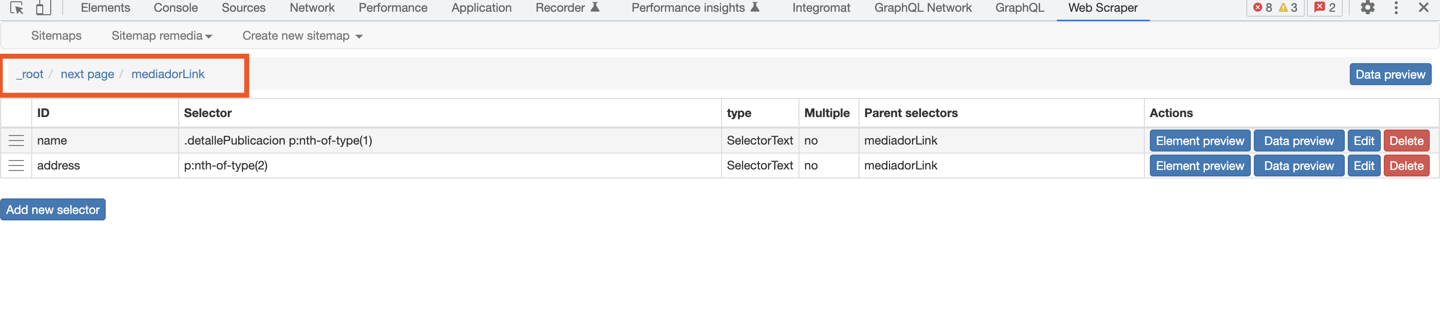 Elements Console Sources Network Performance Application Recorder Performance insights Integromat GraphQL Network GraphQL Web Scraper 8 3 2
Sitemaps Sitemap remedia Create new sitemap
_root / next page / mediadorLink Data preview
ID Selector type Multiple Parent selectors Actions
name .detallePublicacion p:nth-of-type(1) SelectorText no mediadorLink Element preview Data preview Edit Delete
address p:nth-of-type(2) SelectorText no mediadorLink Element preview Data preview Edit Delete
Add new selector